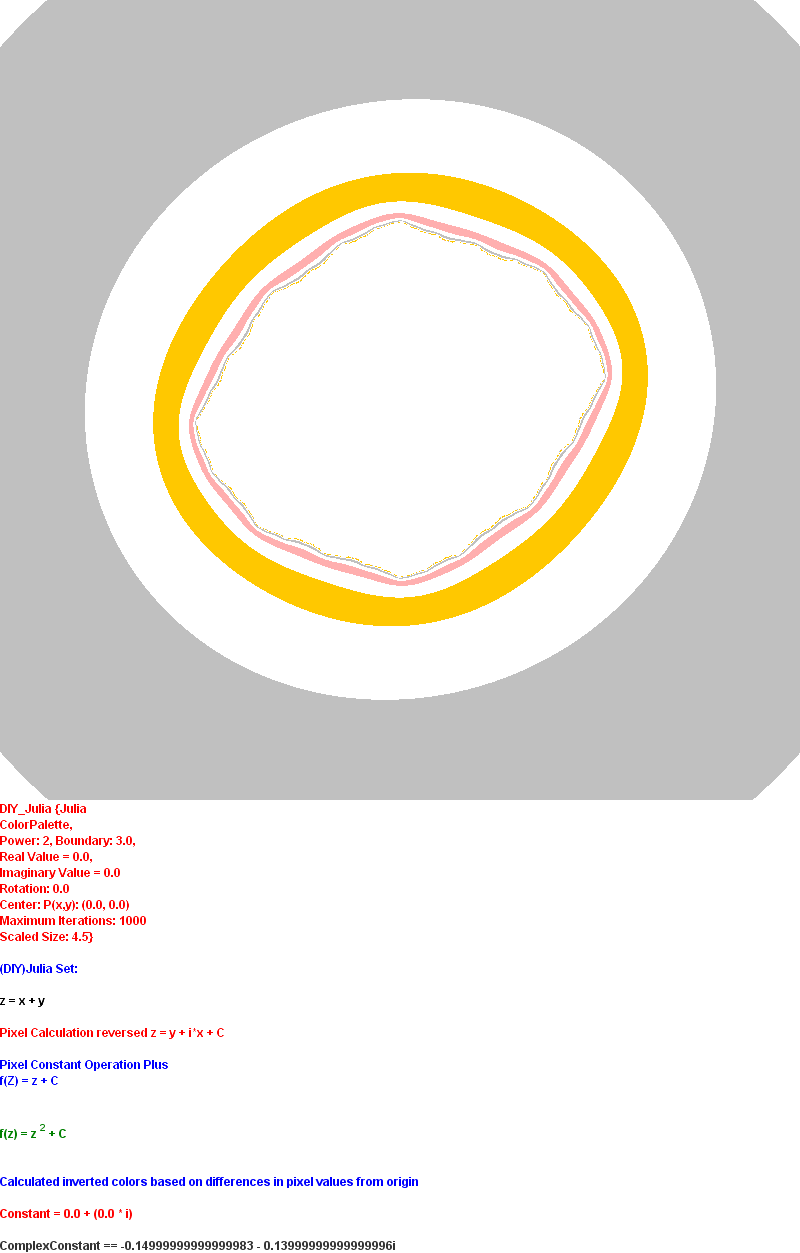 DIY_Julia {Julia
ColorPalette,
Power: 2, Boundary: 3.0,
Real Value = 0.0,
Imaginary Value = 0.0
Rotation: 0.0
Center: P(x,y): (0.0, 0.0)
Maximum Iterations: 1000
Scaled Size: 4.5}
(DIY)Julia Set:
z = x + y
Pixel Calculation reversed z = y + i*x + C
Pixel Constant Operation Plus
f(Z) = z + C
f(z) = z 2 + C
Calculated inverted colors based on differences in pixel values from origin
Constant = 0.0 + (0.0 * i)
ComplexConstant == -0.14999999999999983 - 0.13999999999999996i